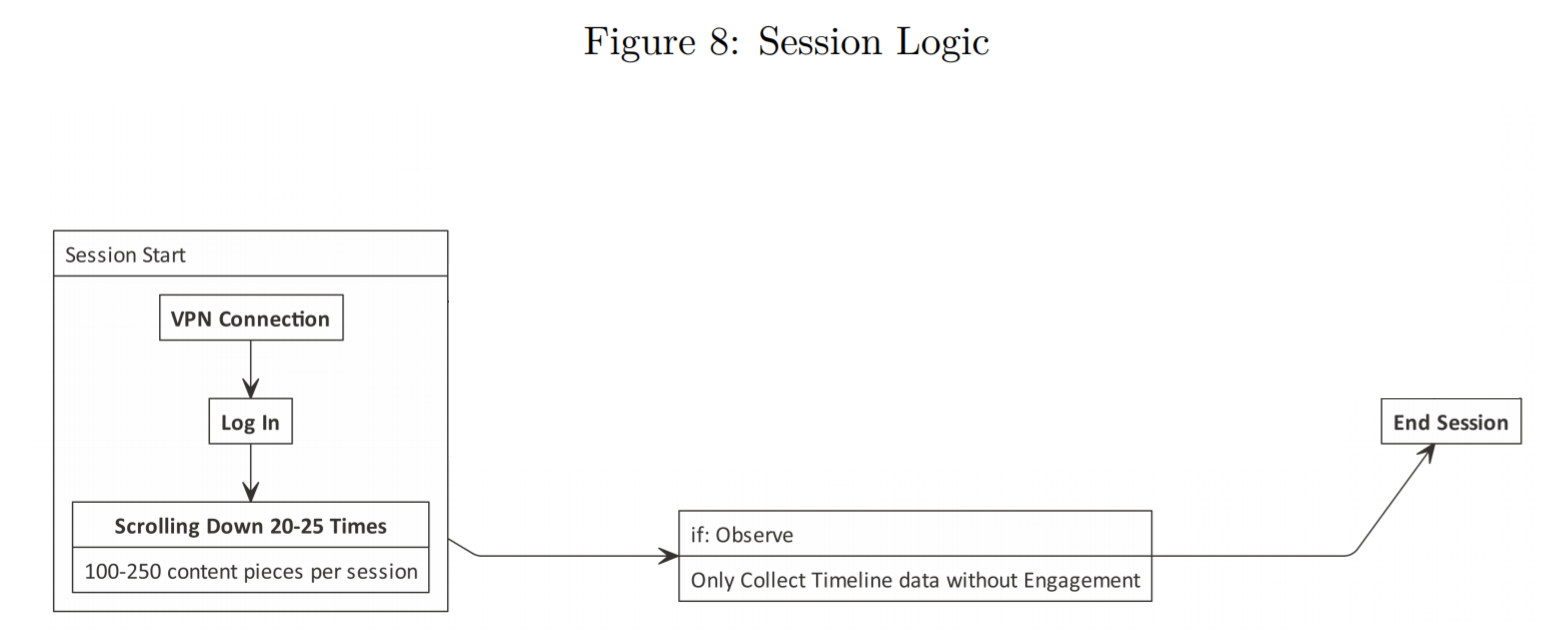 Figure 8: Session Logic
Session Start
VPN Connection
Log In
Scrolling Down 20-25 Times
100-250 content pieces per session
if: Observe
Only Collect Timeline data without Engagement
End Session